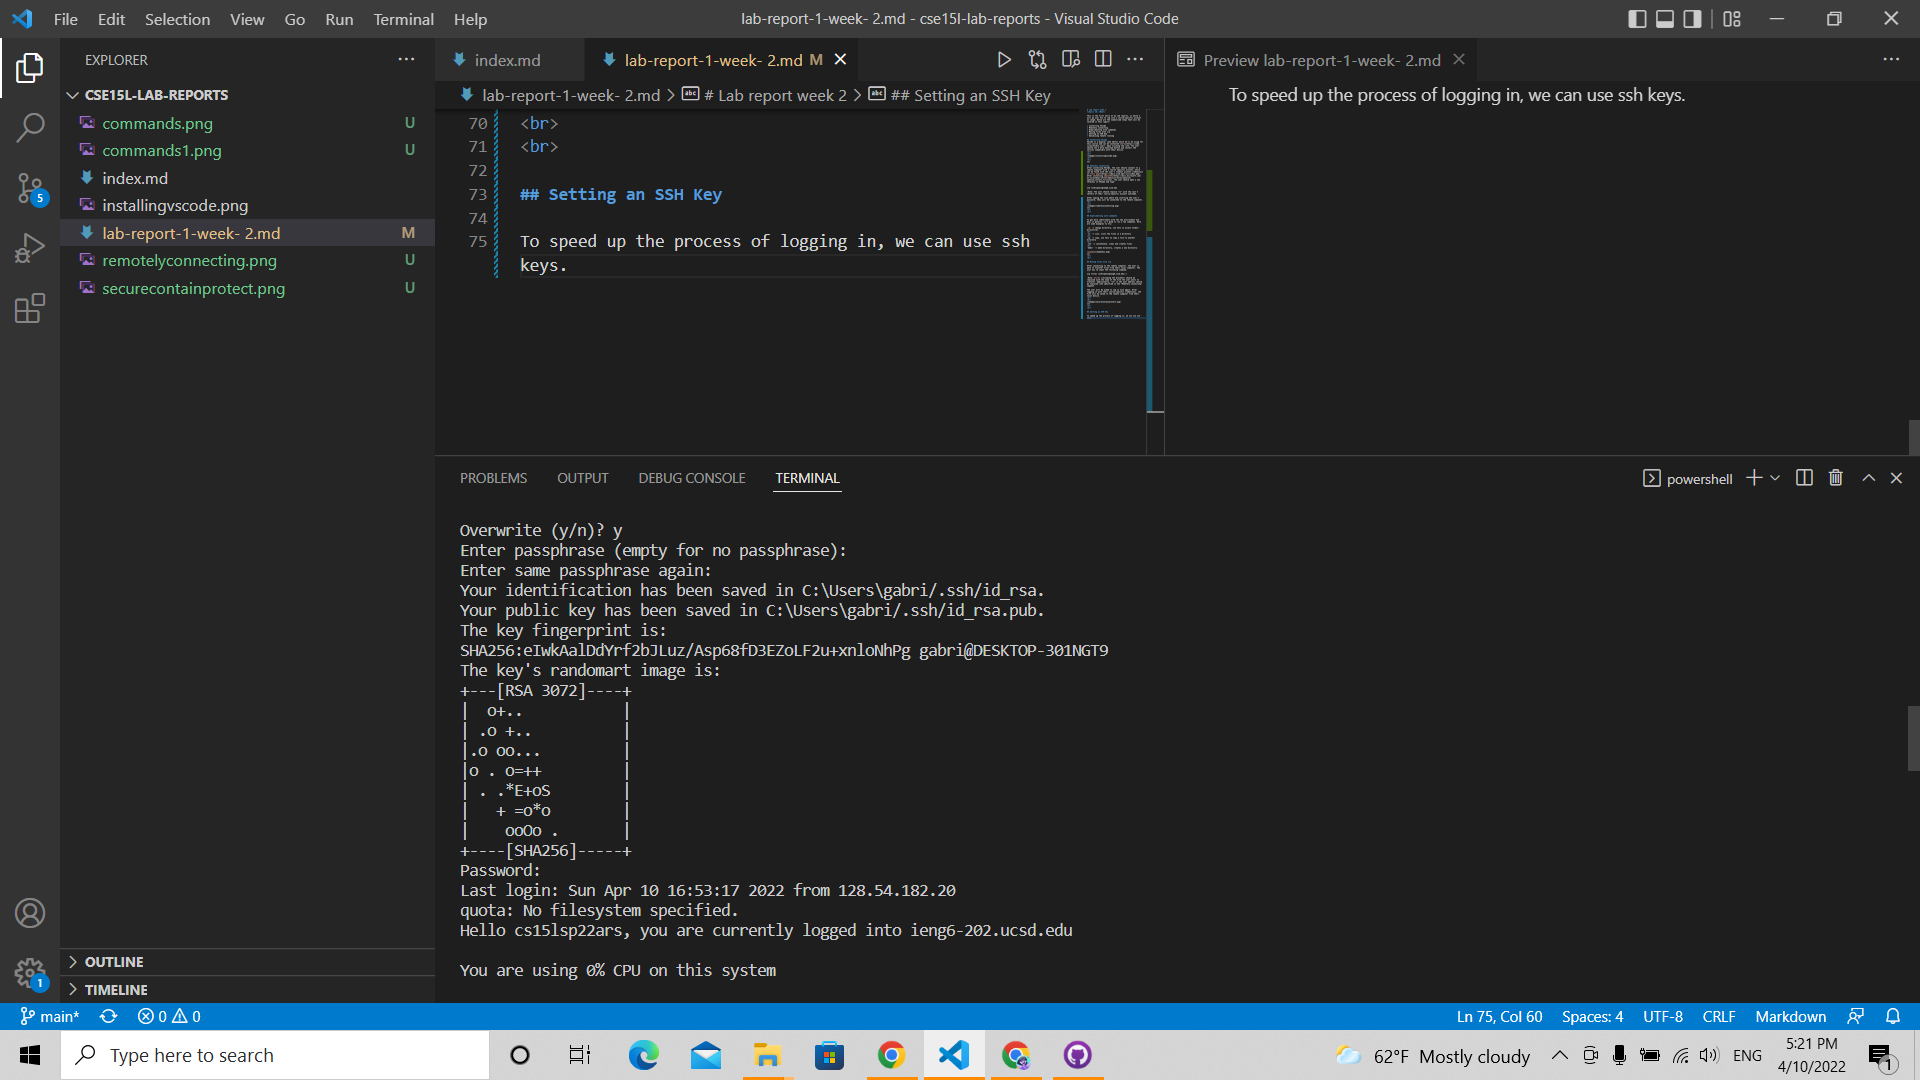 File Edit Selection View Go Run Terminal Help
lab-report-1-week- 2.md - cse15l-lab-reports - Visual Studio Code
EXPLORER
CSE15L-LAB-REPORTS
commands.png U
commands1.png U
index.md
installingvscode.png
lab-report-1-week- 2.md M
remotelyconnecting.png U
securecontainprotect.png U
5
1
OUTLINE
TIMELINE
index.md
lab-report-1-week- 2.md M
lab-report-1-week- 2.md > # Lab report week 2 > ## Setting an SSH Key
70 <br>
71 <br>
72
73 ## Setting an SSH Key
74
75 To speed up the process of logging in, we can use ssh
keys.
Preview lab-report-1-week- 2.md
To speed up the process of logging in, we can use ssh keys.
PROBLEMS OUTPUT DEBUG CONSOLE TERMINAL
powershell
Overwrite (y/n)? y
Enter passphrase (empty for no passphrase):
Enter same passphrase again:
Your identification has been saved in C:\Users\gabri/.ssh/id_rsa.
Your public key has been saved in C:\Users\gabri/.ssh/id_rsa.pub.
The key fingerprint is:
SHA256:eIwkAalDdYrf2bJLuz/Asp68fD3EZoLF2u+xnloNhPg gabri@DESKTOP-301NGT9
The key's randomart image is:
+---[RSA 3072]----+
|  o+..           |
| .o +..          |
|.o oo...         |
|o . o=++         |
| . .*E+oS        |
|   + =o*o        |
|    ooOo .       |
+----[SHA256]-----+
Password:
Last login: Sun Apr 10 16:53:17 2022 from 128.54.182.20
quota: No filesystem specified.
Hello cs15lsp22ars, you are currently logged into ieng6-202.ucsd.edu
You are using 0% CPU on this system
main* 0 0
Ln 75, Col 60 Spaces: 4 UTF-8 CRLF Markdown
Type here to search
62°F Mostly cloudy
ENG
5:21 PM
4/10/2022
1